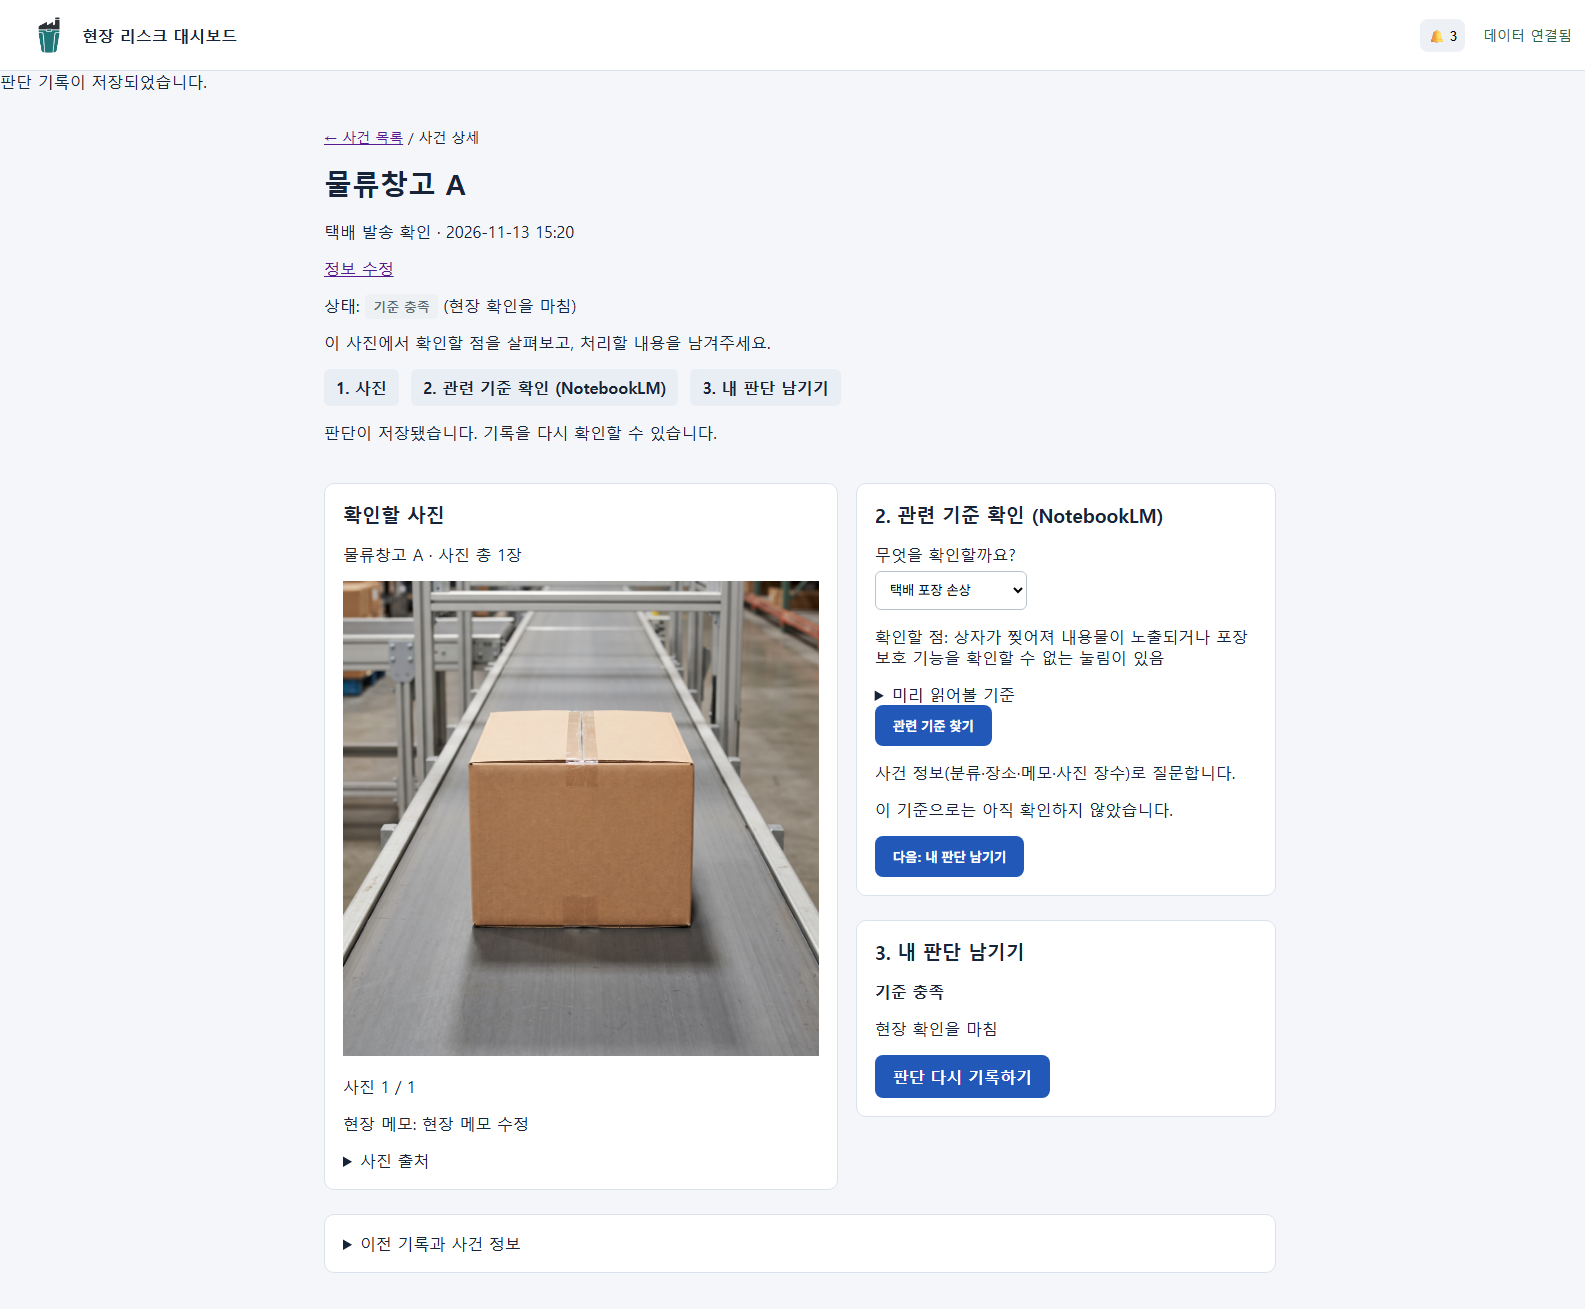 현장 리스크 대시보드
3
데이터 연결됨
판단 기록이 저장되었습니다.
← 사건 목록 / 사건 상세
물류창고 A
택배 발송 확인 · 2026-11-13 15:20
정보 수정
상태: 기준 충족 (현장 확인을 마침)
이 사진에서 확인할 점을 살펴보고, 처리할 내용을 남겨주세요.
1. 사진
2. 관련 기준 확인 (NotebookLM)
3. 내 판단 남기기
판단이 저장됐습니다. 기록을 다시 확인할 수 있습니다.
확인할 사진
물류창고 A · 사진 총 1장
사진 1 / 1
현장 메모: 현장 메모 수정
▶ 사진 출처
2. 관련 기준 확인 (NotebookLM)
무엇을 확인할까요?
택배 포장 손상
확인할 점: 상자가 찢어져 내용물이 노출되거나 포장
보호 기능을 확인할 수 없는 눌림이 있음
▶ 미리 읽어볼 기준
관련 기준 찾기
사건 정보(분류·장소·메모·사진 장수)로 질문합니다.
이 기준으로는 아직 확인하지 않았습니다.
다음: 내 판단 남기기
3. 내 판단 남기기
기준 충족
현장 확인을 마침
판단 다시 기록하기
▶ 이전 기록과 사건 정보